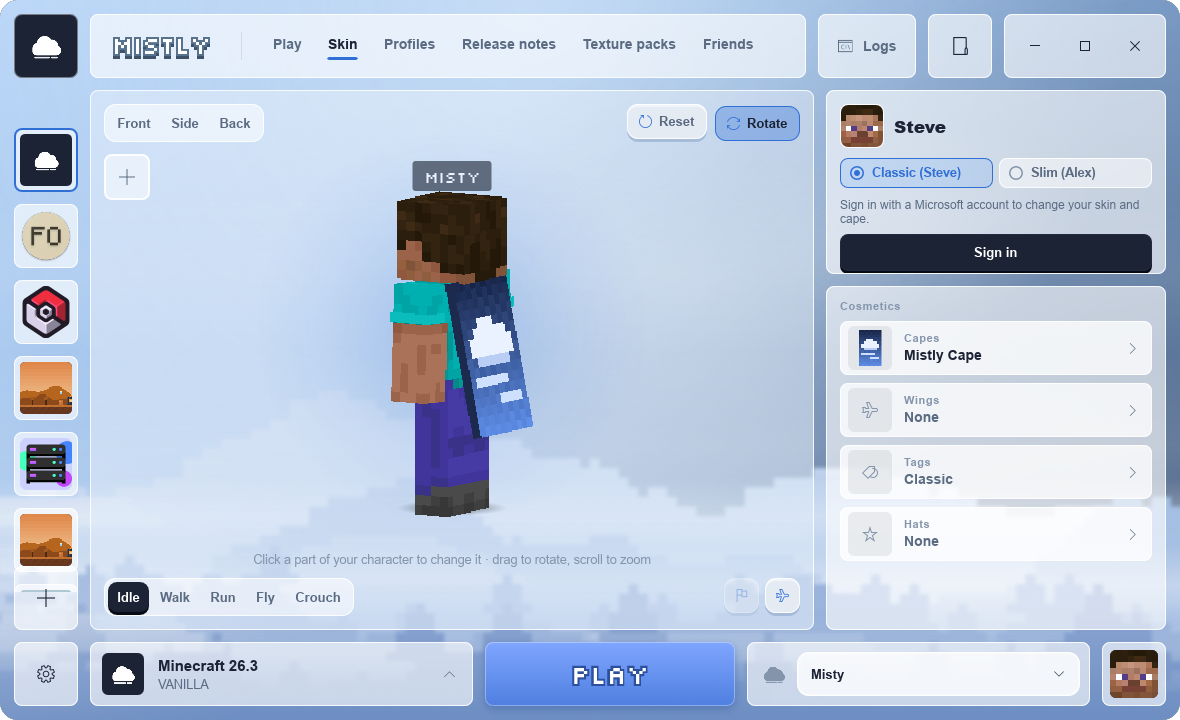 MISTLY
Play
Skin
Profiles
Release notes
Texture packs
Friends
Logs
Front
Side
Back
Reset
Rotate
MISTY
Steve
Classic (Steve)
Slim (Alex)
Sign in with a Microsoft account to change your skin and
cape.
Sign in
FO
Cosmetics
Capes
Mistly Cape
Wings
None
Tags
Classic
Hats
None
Click a part of your character to change it · drag to rotate, scroll to zoom
Idle
Walk
Run
Fly
Crouch
Minecraft 26.3
VANILLA
PLAY
Misty